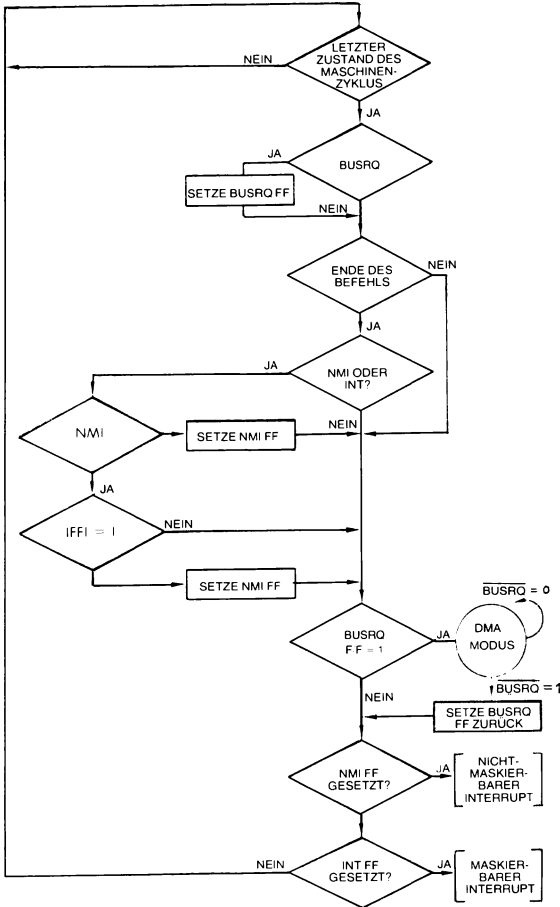 LETZTER
ZUSTAND DES
MASCHINEN-
ZYKLUS
NEIN
JA
BUSRQ
JA
SETZE BUSRQ FF
NEIN
ENDE DES
BEFEHLS
NEIN
JA
NMI ODER
INT?
JA
NEIN
NMI
SETZE NMI FF
JA
IFFI = I
NEIN
SETZE NMI FF
BUSRQ
FF = 1
JA
DMA
MODUS
BUSRQ = 0
BUSRQ = 1
NEIN
SETZE BUSRQ
FF ZURÜCK
NMI FF
GESETZT?
JA
NICHT-
MASKIER-
BARER
INTERRUPT
INT FF
GESETZT?
NEIN
JA
MASKIER-
BARER
INTERRUPT